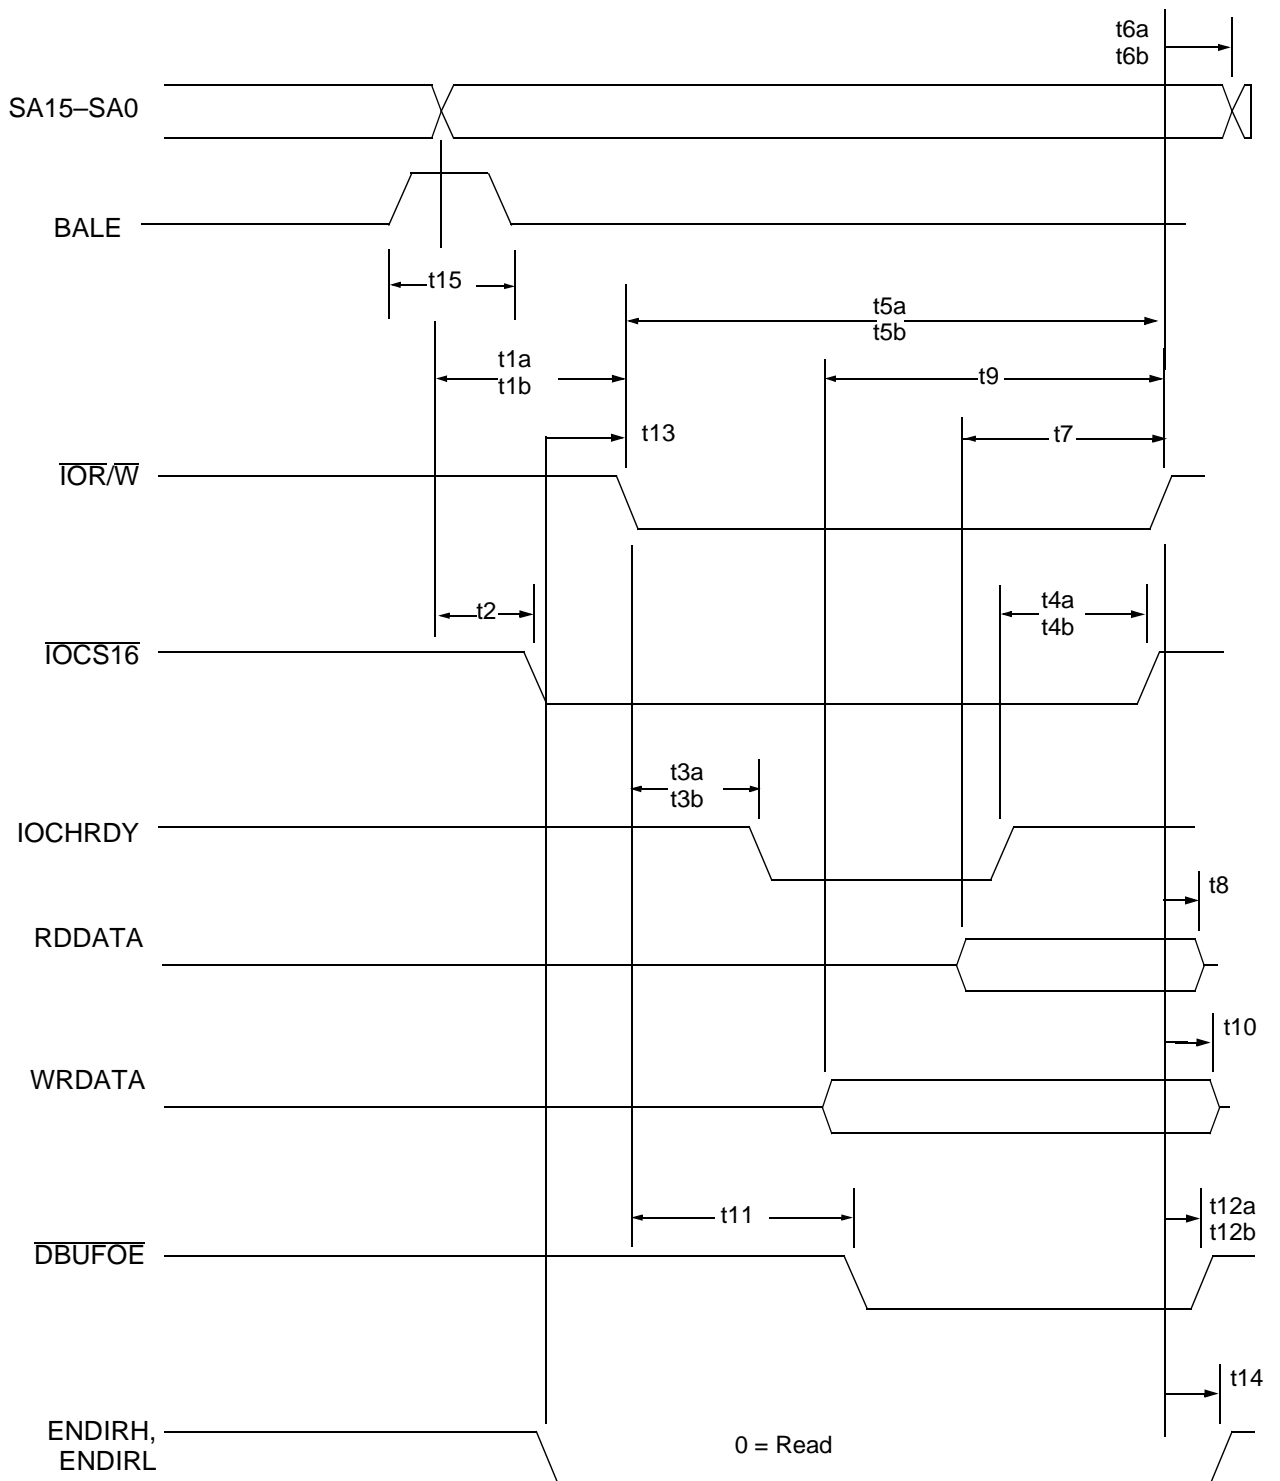 t6a
t6b
SA15–SA0
BALE
t15
t5a
t5b
t1a
t1b
t9
t13
t7
IOR/W
t2
t4a
t4b
IOCS16
t3a
t3b
IOCHRDY
t8
RDDATA
t10
WRDATA
t11
t12a
t12b
DBUFOE
t14
ENDIRH,
ENDIRL
0 = Read